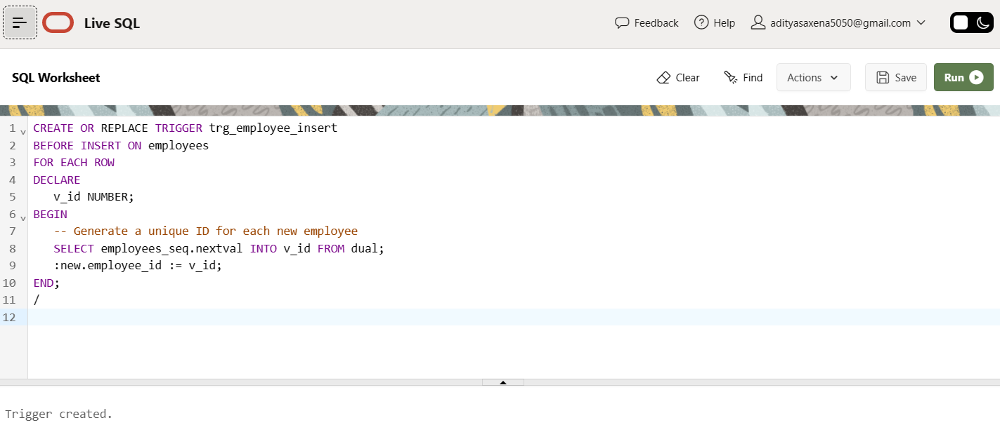 Live SQL
Feedback
Help
adityasaxena5050@gmail.com
SQL Worksheet
Clear
Find
Actions
Save
Run
1 CREATE OR REPLACE TRIGGER trg_employee_insert
2 BEFORE INSERT ON employees
3 FOR EACH ROW
4 DECLARE
5    v_id NUMBER;
6 BEGIN
7    -- Generate a unique ID for each new employee
8    SELECT employees_seq.nextval INTO v_id FROM dual;
9    :new.employee_id := v_id;
10 END;
11 /
12
Trigger created.